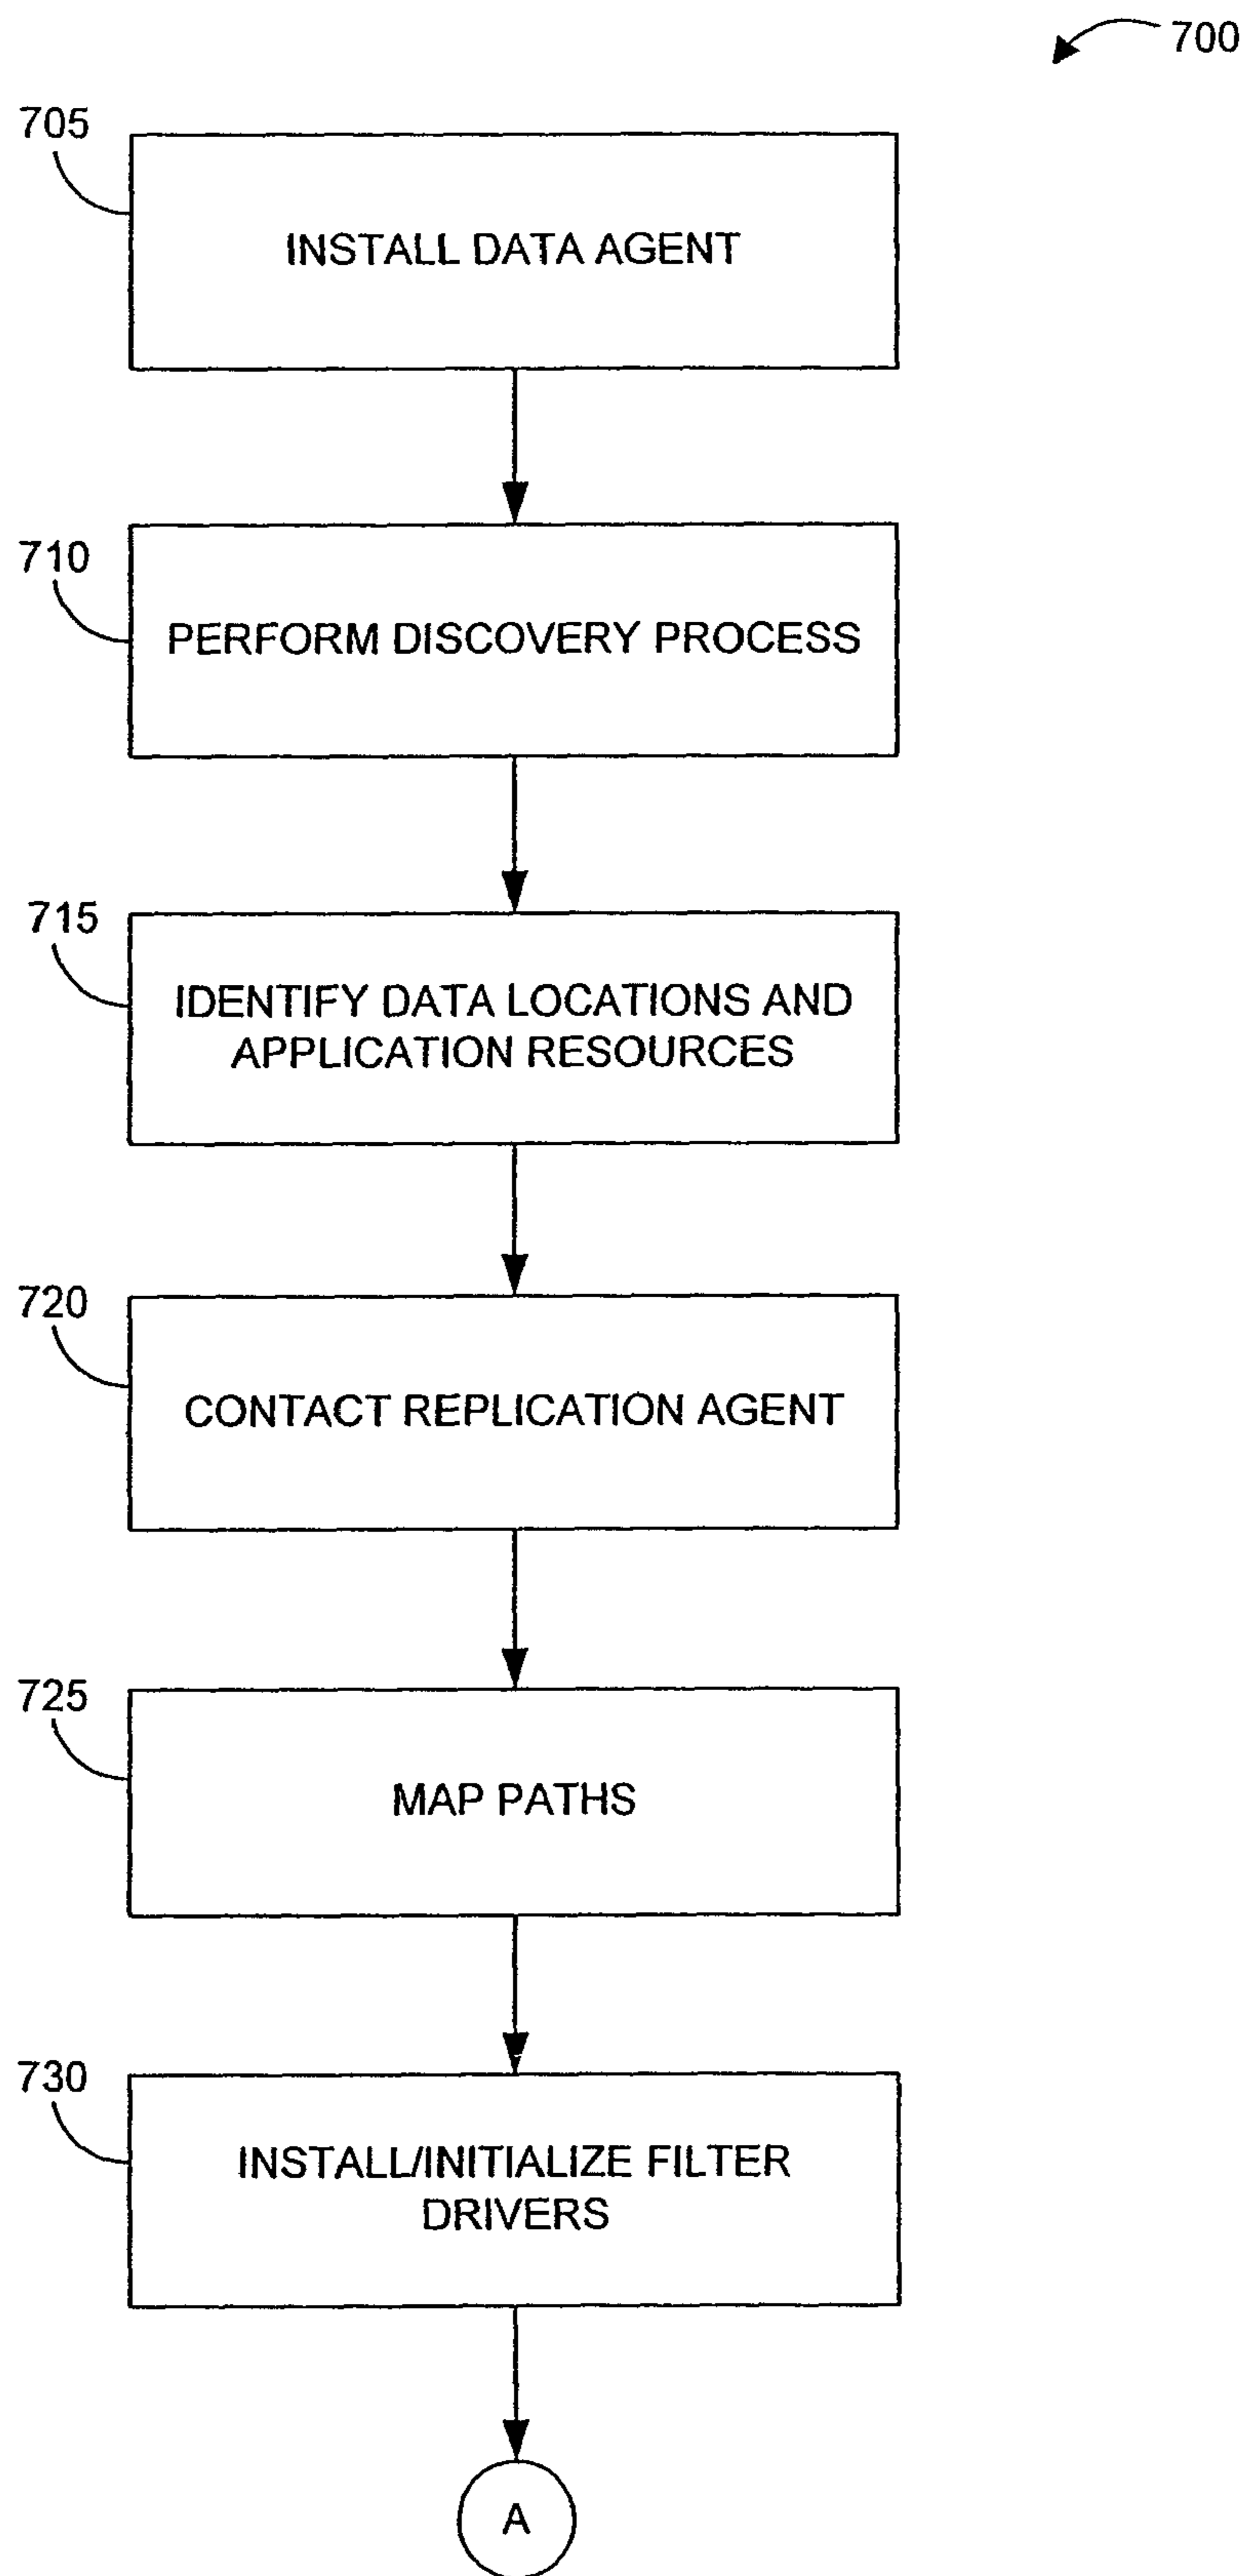 700
705
INSTALL DATA AGENT
710
PERFORM DISCOVERY PROCESS
715
IDENTIFY DATA LOCATIONS AND
APPLICATION RESOURCES
720
CONTACT REPLICATION AGENT
725
MAP PATHS
730
INSTALL/INITIALIZE FILTER
DRIVERS
A